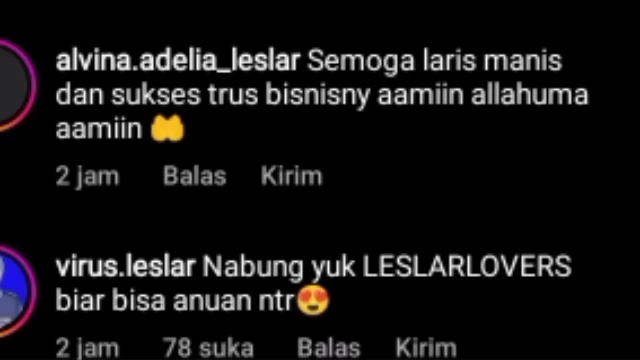 alvina.adelia_leslar Semoga laris manis
dan sukses trus bisnisny aamiin allahuma
aamiin 🤲
2 jam Balas Kirim
virus.leslar Nabung yuk LESLARLOVERS
biar bisa anuan ntr😍
2 jam 78 suka Balas Kirim